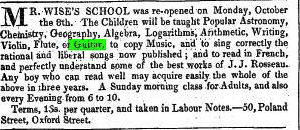 MR. WISE'S SCHOOL was re-opened on Monday, October
the 8th. The Children will be taught Popular Astronomy,
Chemistry, Geography, Algebra, Logarithms, Arithmetic, Writing,
Violin, Flute, or Guitar, to copy Music, and to sing correctly the
rational and liberal songs now published; and to read in French,
and perfectly understand some of the best works of J. J. Rosseau.
Any boy who can read well may acquire easily the whole of the
above in three years. A Sunday morning class for Adults, and also
every Evening from 6 to 10.
Terms, 13s. per quarter, and taken in Labour Notes.—50, Poland
Street, Oxford Street.